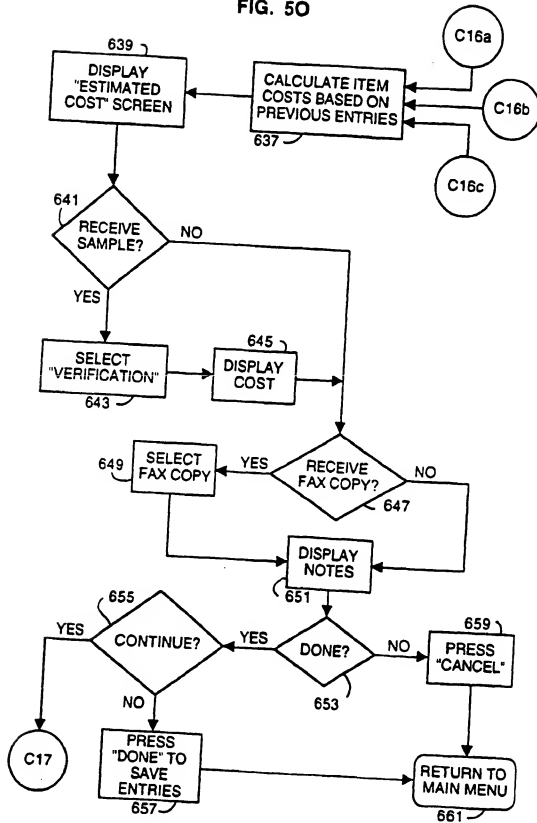 FIG. 5O
C16a
639
DISPLAY
"ESTIMATED
COST" SCREEN
CALCULATE ITEM
COSTS BASED ON
PREVIOUS ENTRIES
637
C16b
C16c
641
RECEIVE
SAMPLE?
NO
YES
SELECT
"VERIFICATION"
643
645
DISPLAY
COST
649
SELECT
FAX COPY
YES
RECEIVE
FAX COPY?
NO
647
DISPLAY
NOTES
651
655
YES
CONTINUE?
YES
DONE?
NO
653
659
PRESS
"CANCEL"
NO
C17
PRESS
"DONE" TO
SAVE
ENTRIES
657
RETURN TO
MAIN MENU
661